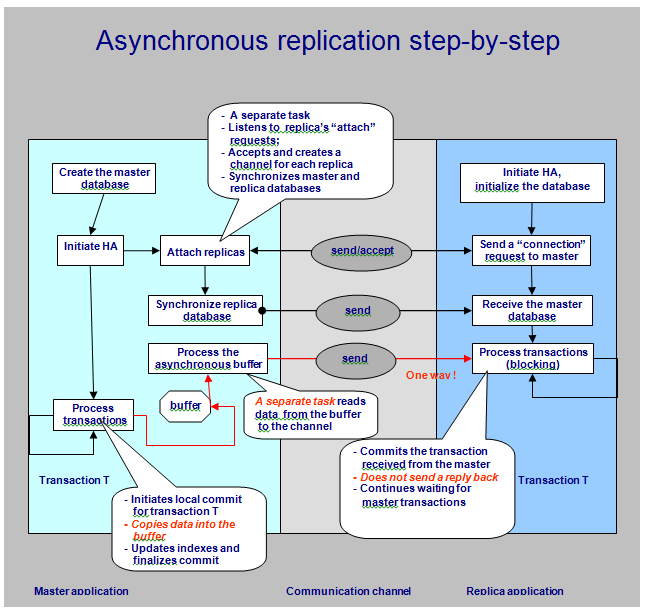 Asynchronous replication step-by-step
- A separate task
- Listens to replica's “attach”
requests;
- Accepts and creates a
channel for each replica
- Synchronizes master and
replica databases
Create the master
database
Initiate HA,
initialize the database
Initiate HA
Attach replicas
send/accept
Send a “connection”
request to master
Synchronize replica
database
send
Receive the master
database
Process the
asynchronous buffer
send
One way !
Process transactions
(blocking)
buffer
A separate task reads
data from the buffer
to the channel
Process
transactions
Transaction T
- Initiates local commit
for transaction T
- Copies data into the
buffer
- Updates indexes and
finalizes commit
- Commits the transaction
received from the master
- Does not send a reply back
- Continues waiting for
master transactions
Transaction T
Master application
Communication channel
Replica application